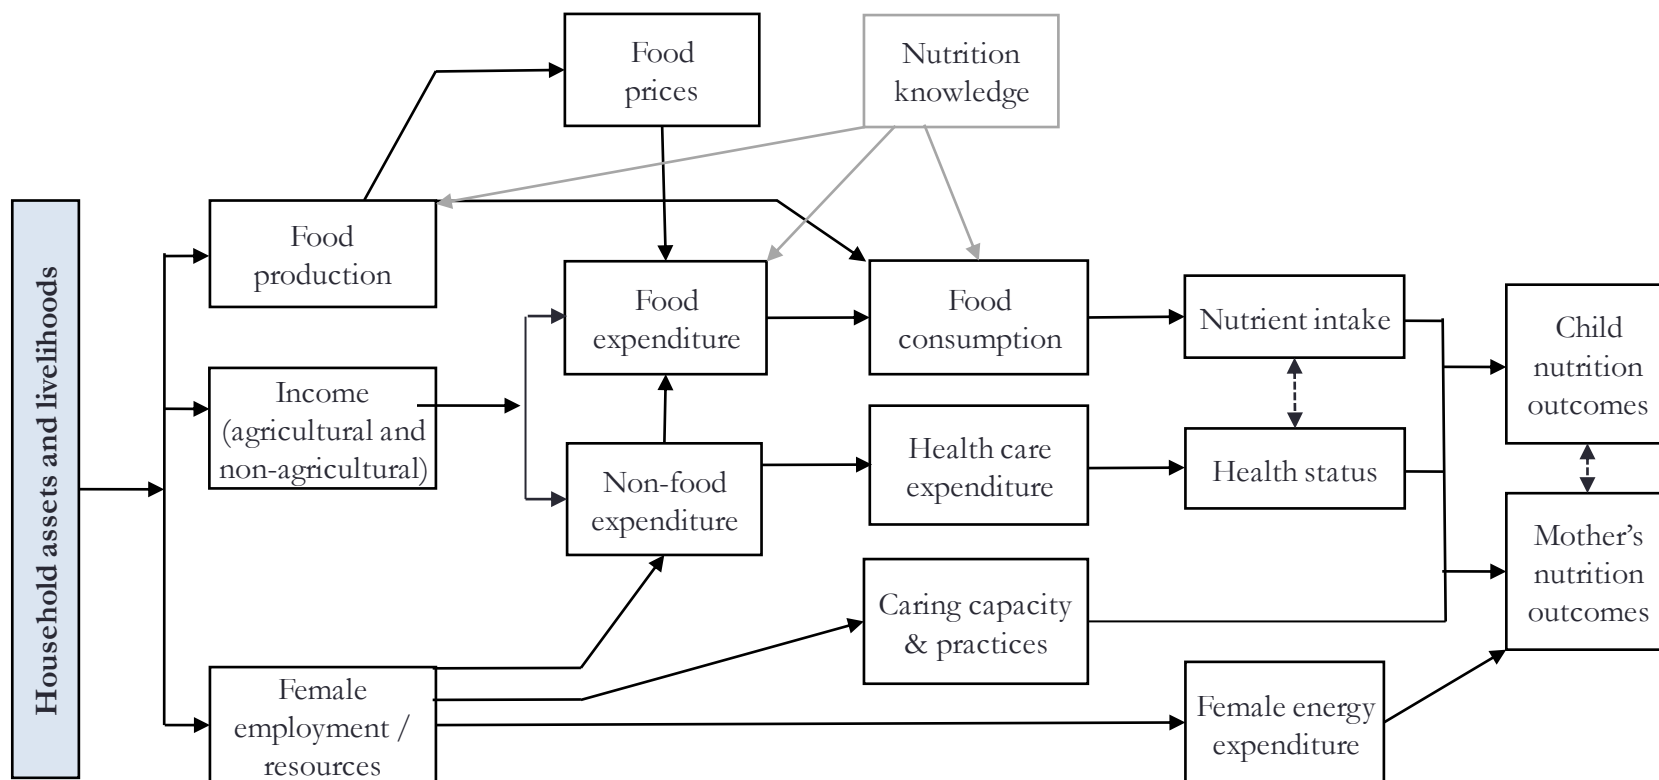 Food
prices
Nutrition
knowledge
Household assets and livelihoods
Food
production
Food
expenditure
Food
consumption
Nutrient intake
Child
nutrition
outcomes
Income
(agricultural and
non-agricultural)
Non-food
expenditure
Health care
expenditure
Health status
Mother’s
nutrition
outcomes
Caring capacity
& practices
Female
employment /
resources
Female energy
expenditure